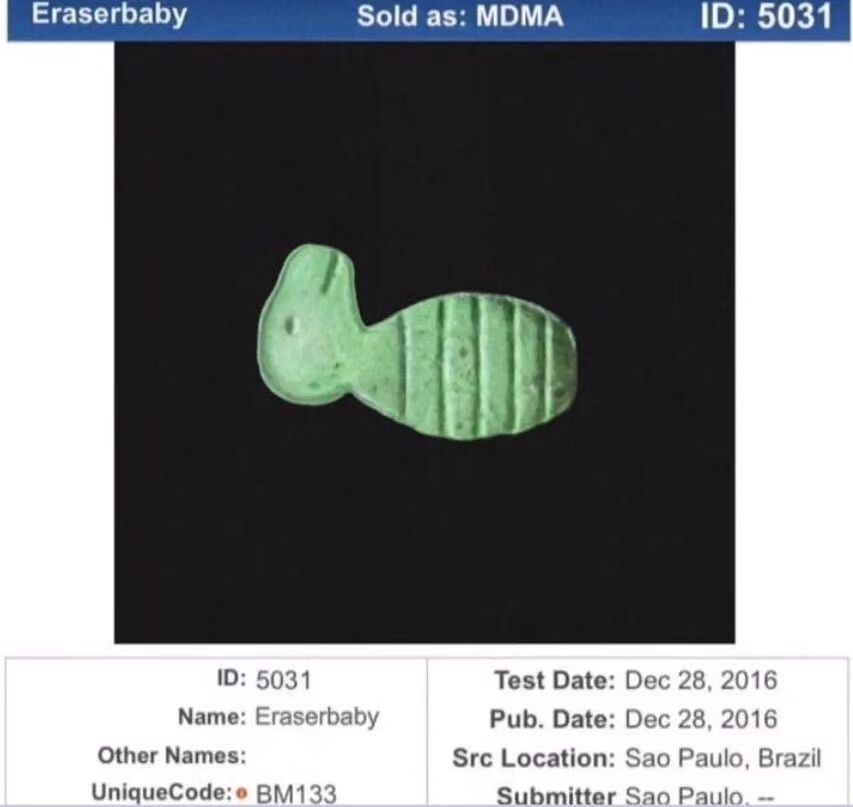 Eraserbaby Sold as: MDMA ID: 5031
ID: 5031 Test Date: Dec 28, 2016
Name: Eraserbaby Pub. Date: Dec 28, 2016
Other Names: Src Location: Sao Paulo, Brazil
UniqueCode: BM133 Submitter Sao Paulo, --